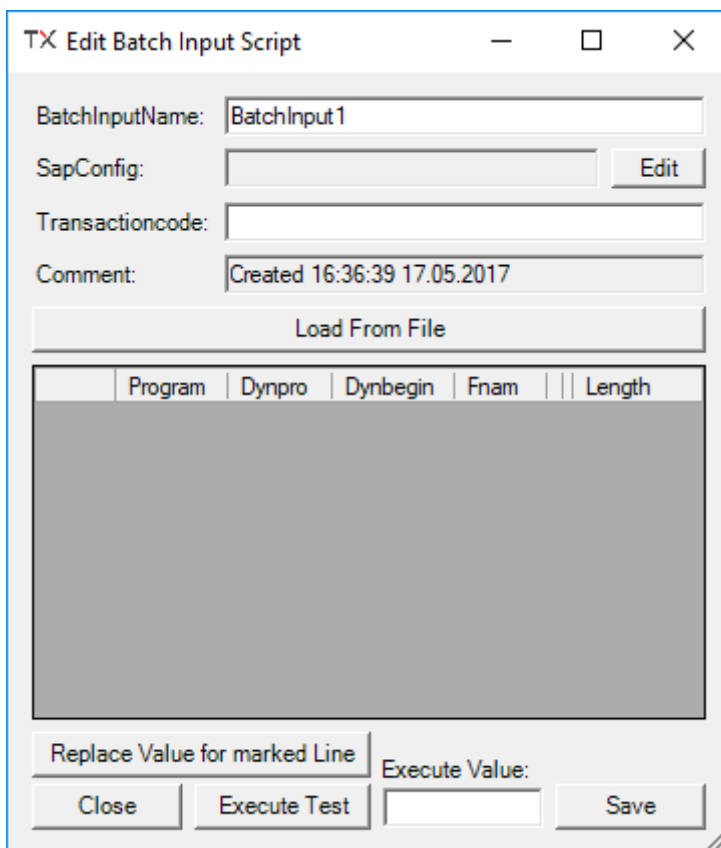 TX Edit Batch Input Script
BatchInputName: BatchInput1
SapConfig: Edit
Transactioncode:
Comment: Created 16:36:39 17.05.2017
Load From File
Program Dynpro Dynbegin Fnam Length
Replace Value for marked Line
Execute Value:
Close Execute Test Save